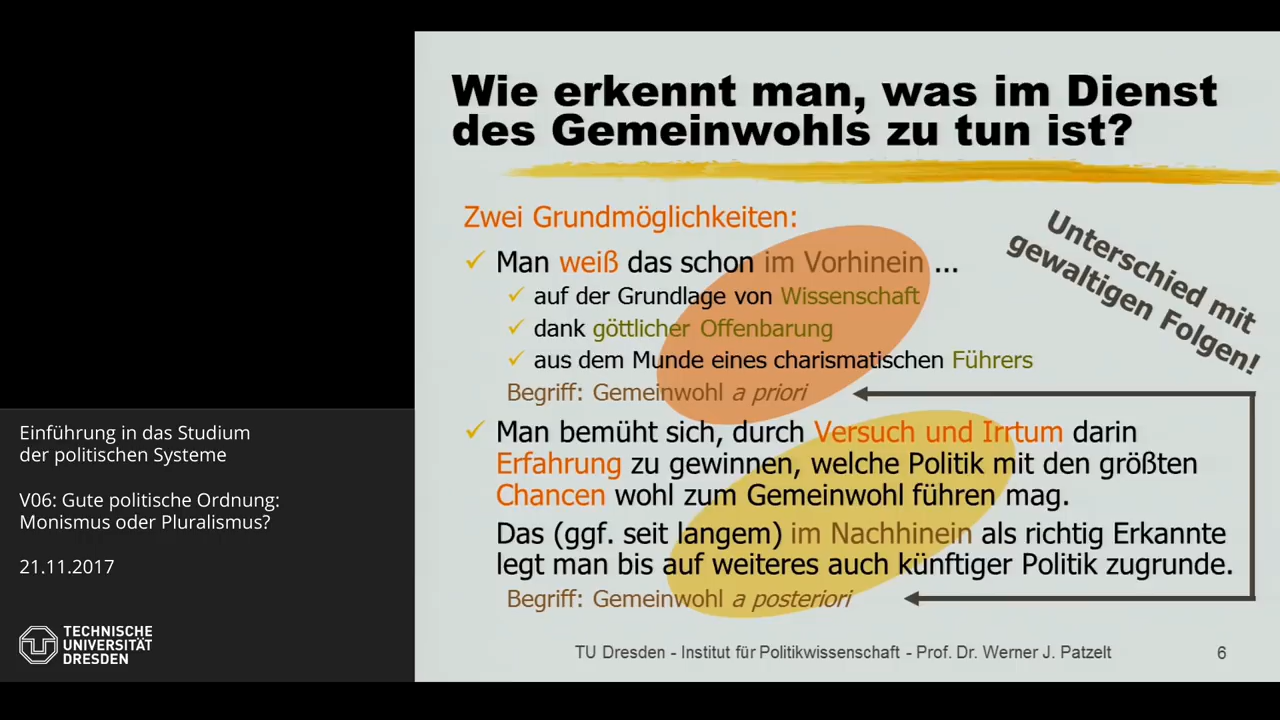 Wie erkennt man, was im Dienst
des Gemeinwohls zu tun ist?
Zwei Grundmöglichkeiten:
Man weiß das schon im Vorhinein ...
auf der Grundlage von Wissenschaft
dank göttlicher Offenbarung
aus dem Munde eines charismatischen Führers
Begriff: Gemeinwohl a priori
Unterschied mit
gewaltigen Folgen!
Man bemüht sich, durch Versuch und Irrtum darin
Erfahrung zu gewinnen, welche Politik mit den größten
Chancen wohl zum Gemeinwohl führen mag.
Das (ggf. seit langem) im Nachhinein als richtig Erkannte
legt man bis auf weiteres auch künftiger Politik zugrunde.
Begriff: Gemeinwohl a posteriori
TU Dresden - Institut für Politikwissenschaft - Prof. Dr. Werner J. Patzelt
6
Einführung in das Studium
der politischen Systeme
V06: Gute politische Ordnung:
Monismus oder Pluralismus?
21.11.2017
TECHNISCHE
UNIVERSITÄT
DRESDEN